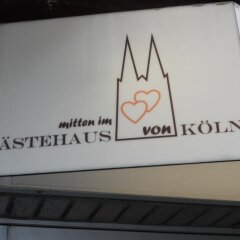 mitten im
ÄSTEHAUS von KÖLN